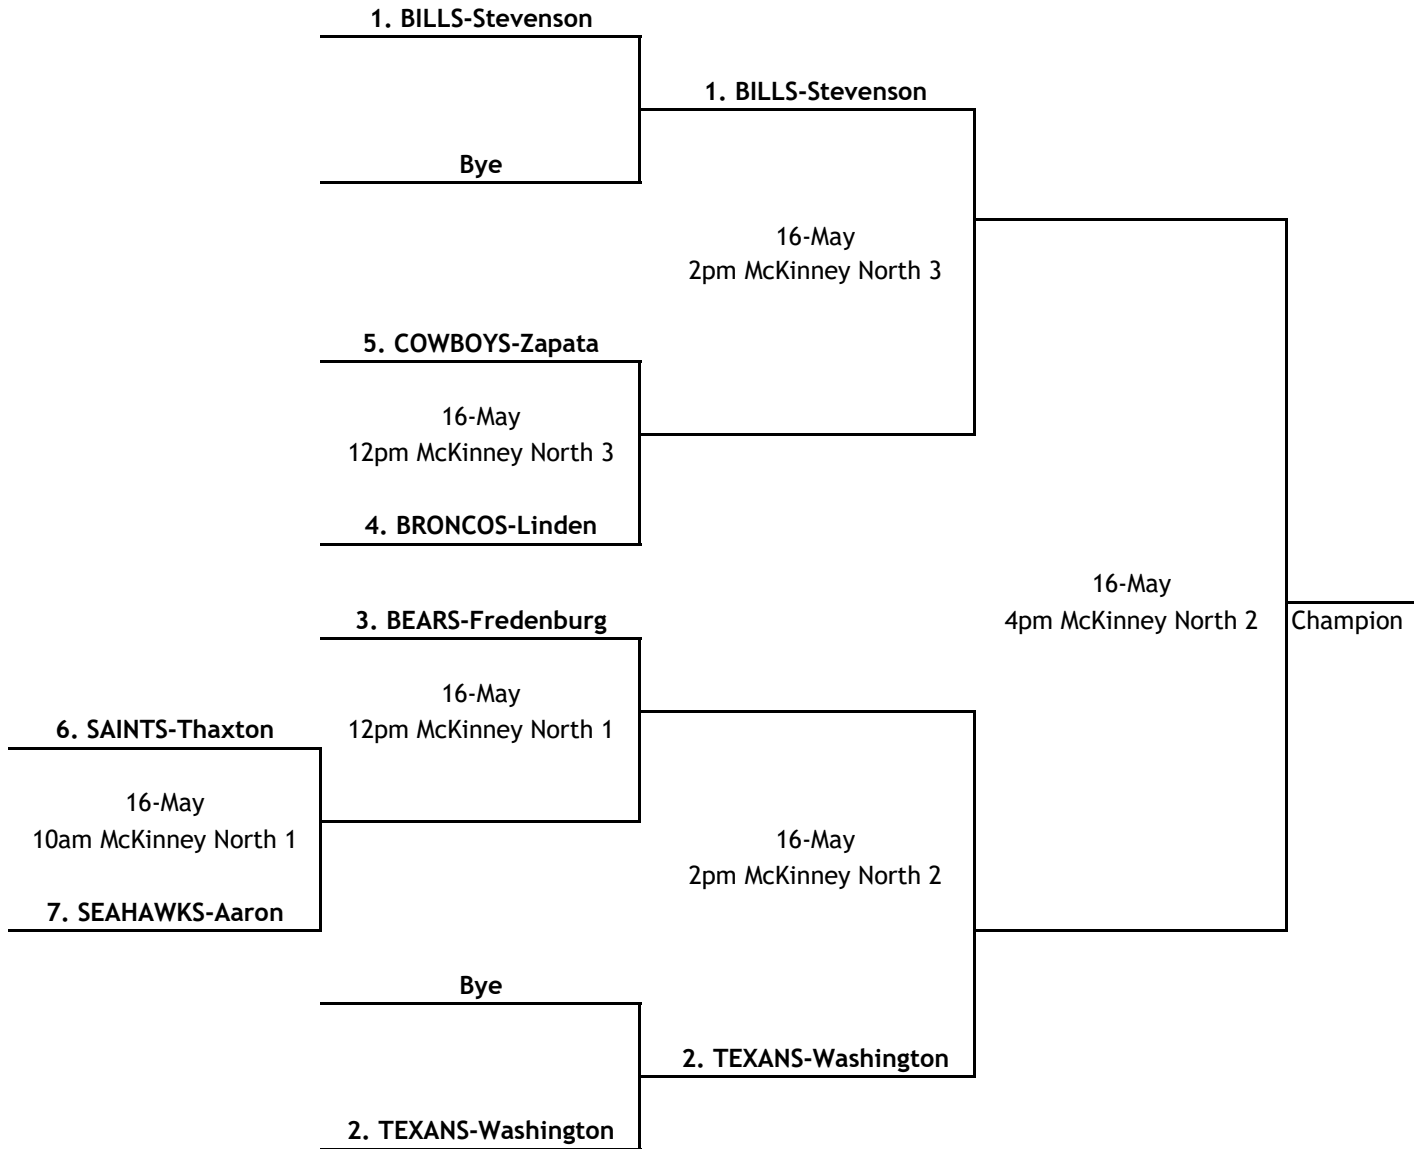 1. BILLS-Stevenson
1. BILLS-Stevenson
Bye
16-May
2pm McKinney North 3
5. COWBOYS-Zapata
16-May
12pm McKinney North 3
4. BRONCOS-Linden
16-May
4pm McKinney North 2
Champion
3. BEARS-Fredenburg
16-May
12pm McKinney North 1
6. SAINTS-Thaxton
16-May
10am McKinney North 1
7. SEAHAWKS-Aaron
16-May
2pm McKinney North 2
Bye
2. TEXANS-Washington
2. TEXANS-Washington